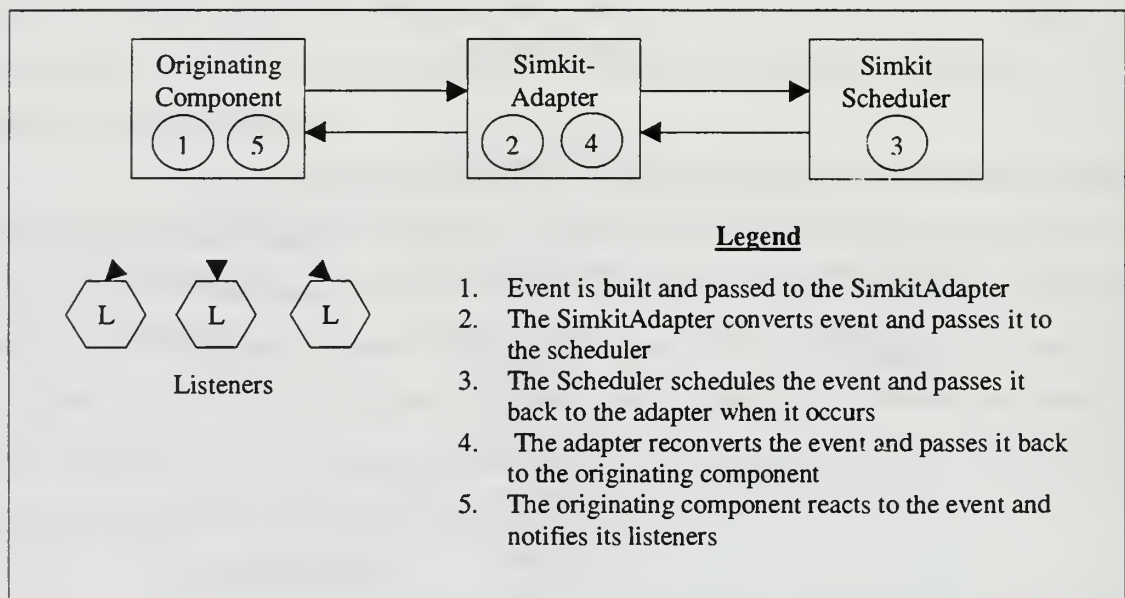 Originating
Component
1 5
Simkit-
Adapter
2 4
Simkit
Scheduler
3
L L L
Listeners
Legend
1. Event is built and passed to the SimkitAdapter
2. The SimkitAdapter converts event and passes it to
the scheduler
3. The Scheduler schedules the event and passes it
back to the adapter when it occurs
4. The adapter reconverts the event and passes it back
to the originating component
5. The originating component reacts to the event and
notifies its listeners